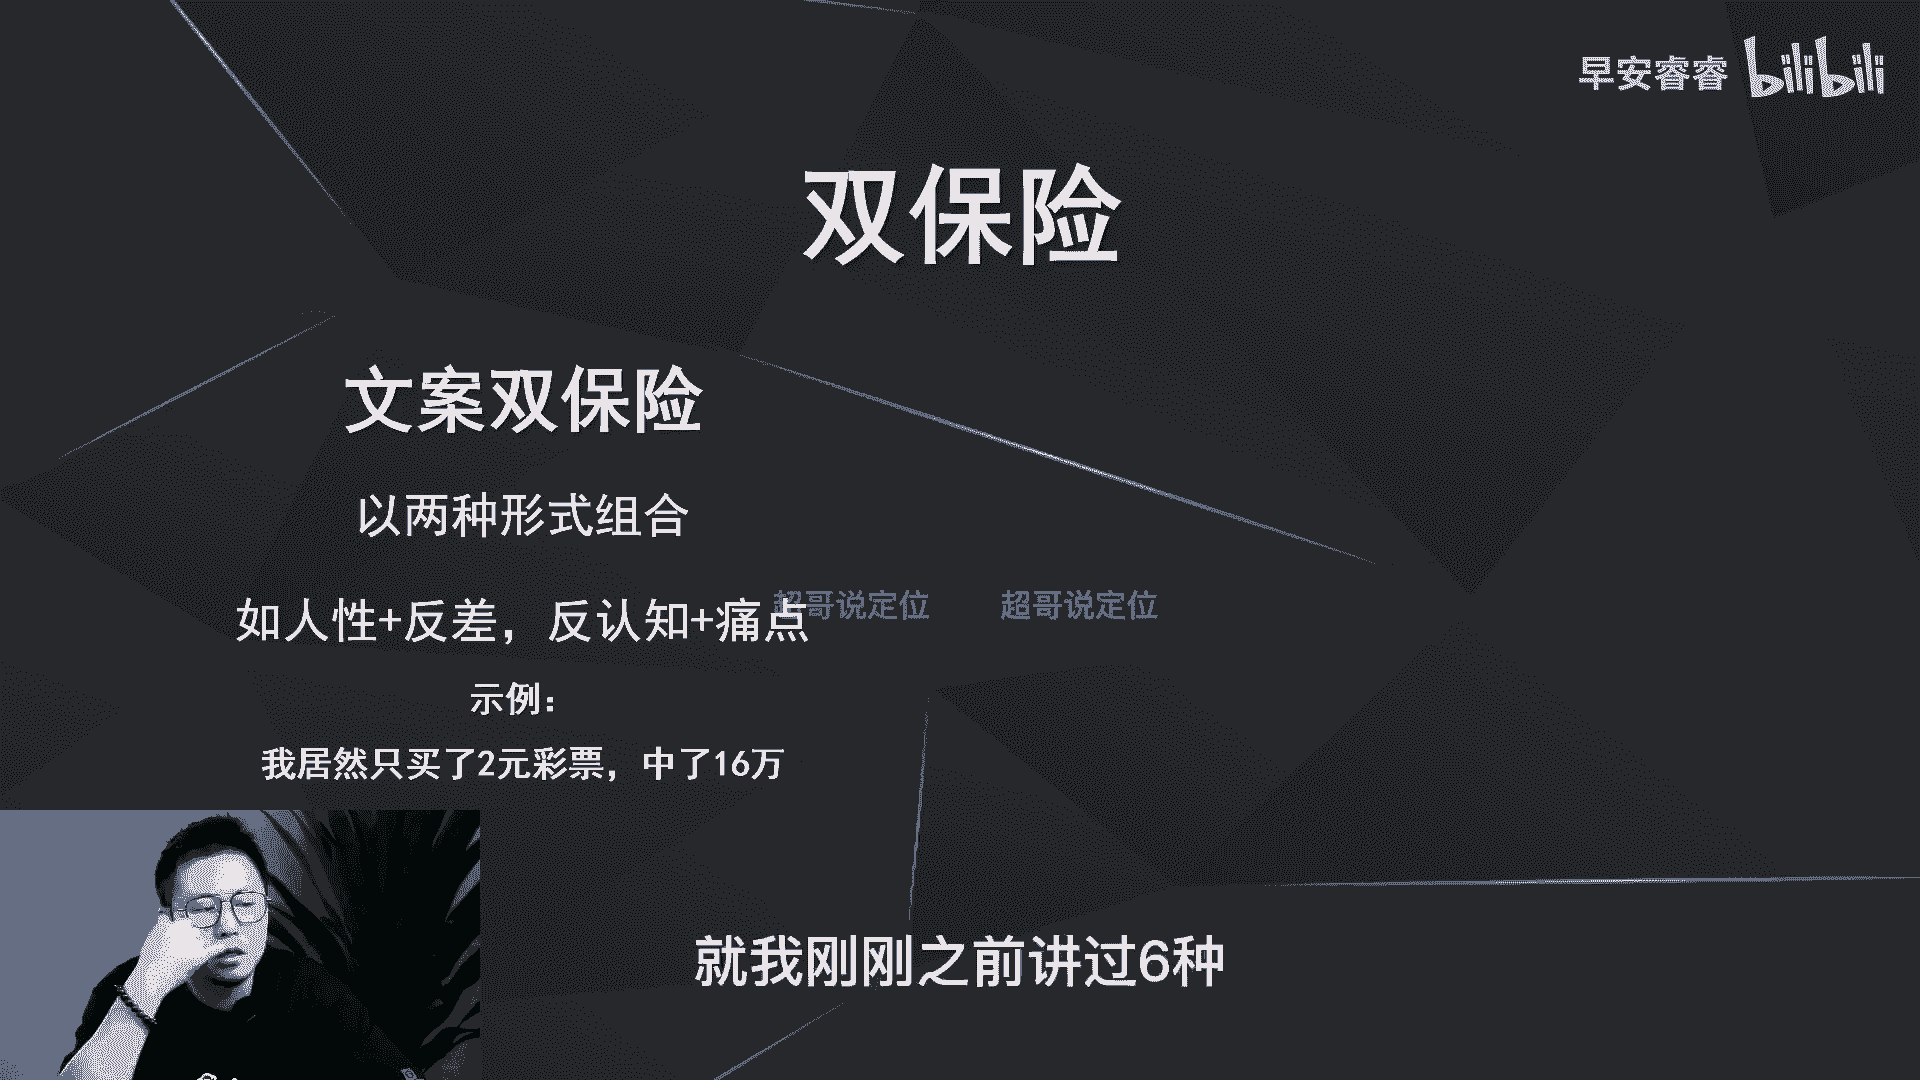 早安睿睿 bilibili
双保险
文案双保险
以两种形式组合
如人性+反差，反认知+痛点
超哥说定位 超哥说定位
示例：
我居然只买了2元彩票，中了16万
就我刚刚之前讲过6种